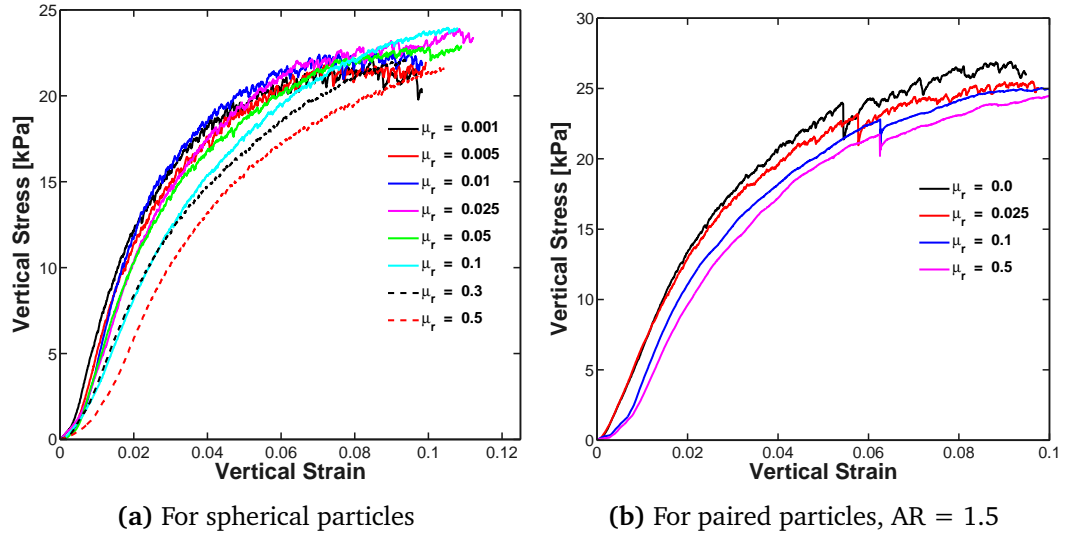 25
20
15
10
5
0
Vertical Stress [kPa]
μr = 0.001
μr = 0.005
μr = 0.01
μr = 0.025
μr = 0.05
μr = 0.1
μr = 0.3
μr = 0.5
0 0.02 0.04 0.06 0.08 0.1 0.12
Vertical Strain
(a) For spherical particles
30
25
20
15
10
5
0
Vertical Stress [kPa]
μr = 0.0
μr = 0.025
μr = 0.1
μr = 0.5
0 0.02 0.04 0.06 0.08 0.1
Vertical Strain
(b) For paired particles, AR = 1.5